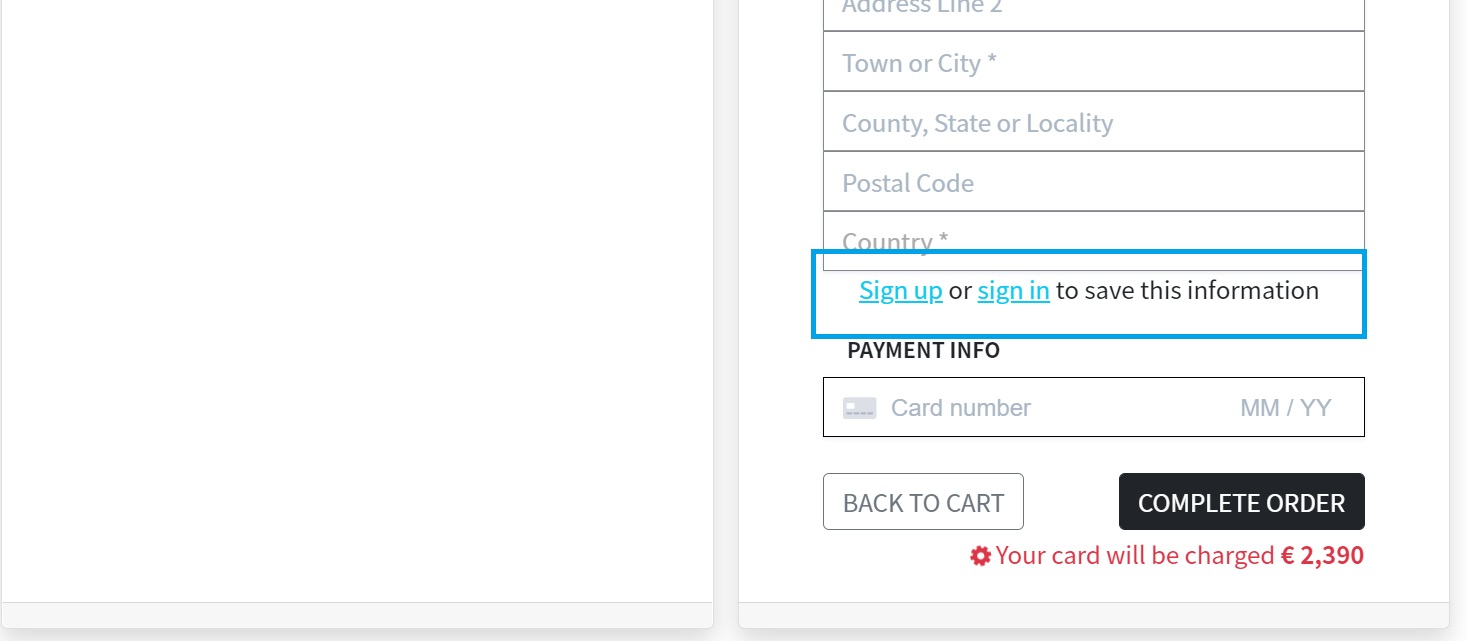 Address Line 2
Town or City *
County, State or Locality
Postal Code
Country *
Sign up or sign in to save this information
PAYMENT INFO
Card number MM / YY
BACK TO CART COMPLETE ORDER
Your card will be charged € 2,390